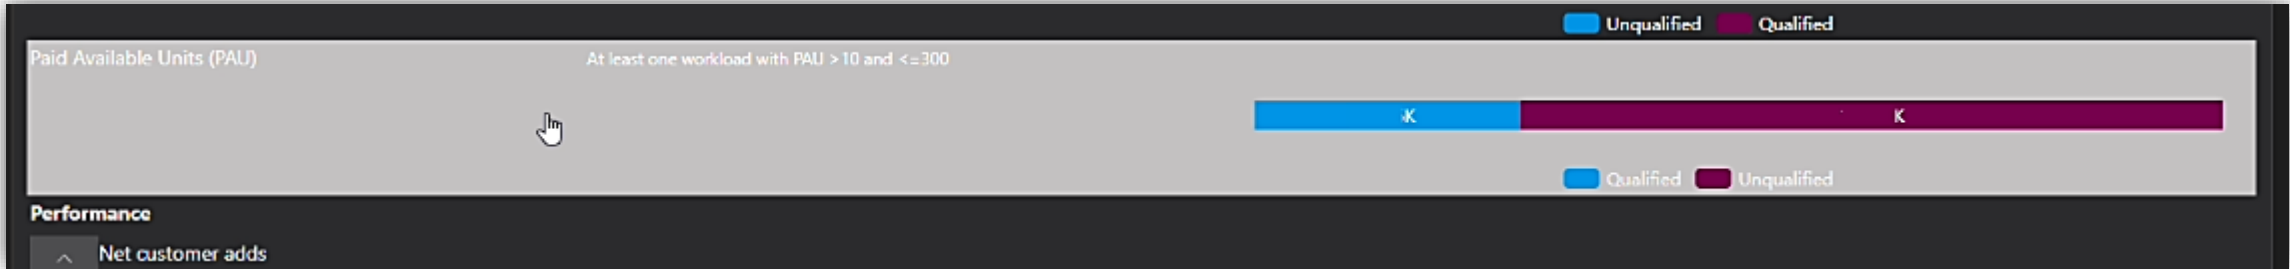 Unqualified Qualified
Paid Available Units (PAU) At least one workload with PAU >10 and <=300
K K
Qualified Unqualified
Performance
Net customer adds